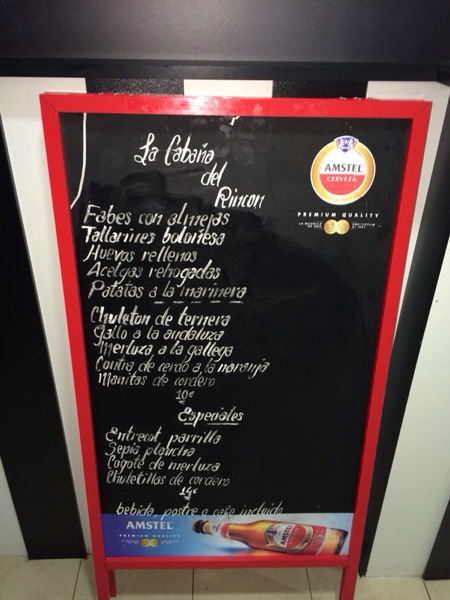 La Cabaña
del
Rincon
AMSTEL
CERVEZA
PREMIUM QUALITY
Fabes con almejas
Tallarines boloñesa
Huevos rellenos
Acelgas rehogadas
Patatas a la marinera
Chuleton de ternera
Gallo a la andaluza
Merluza a la gallega
Contra de cerdo a la naranja
Manitas de cordero
10€
Especiales
Entrecot parrilla
Sepia plancha
Cogote de merluza
Chuletillas de cordero
14€
bebida, postre o cafe incluido
AMSTEL
PREMIUM QUALITY
AMSTEL